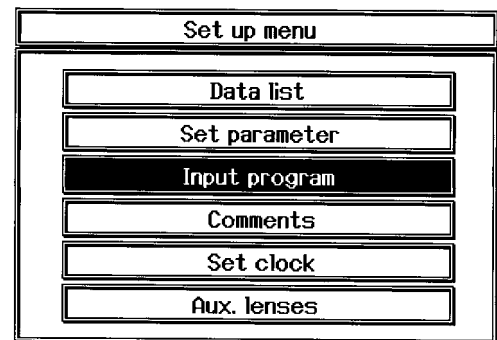 Set up menu
Data list
Set parameter
Input program
Comments
Set clock
Aux. lenses